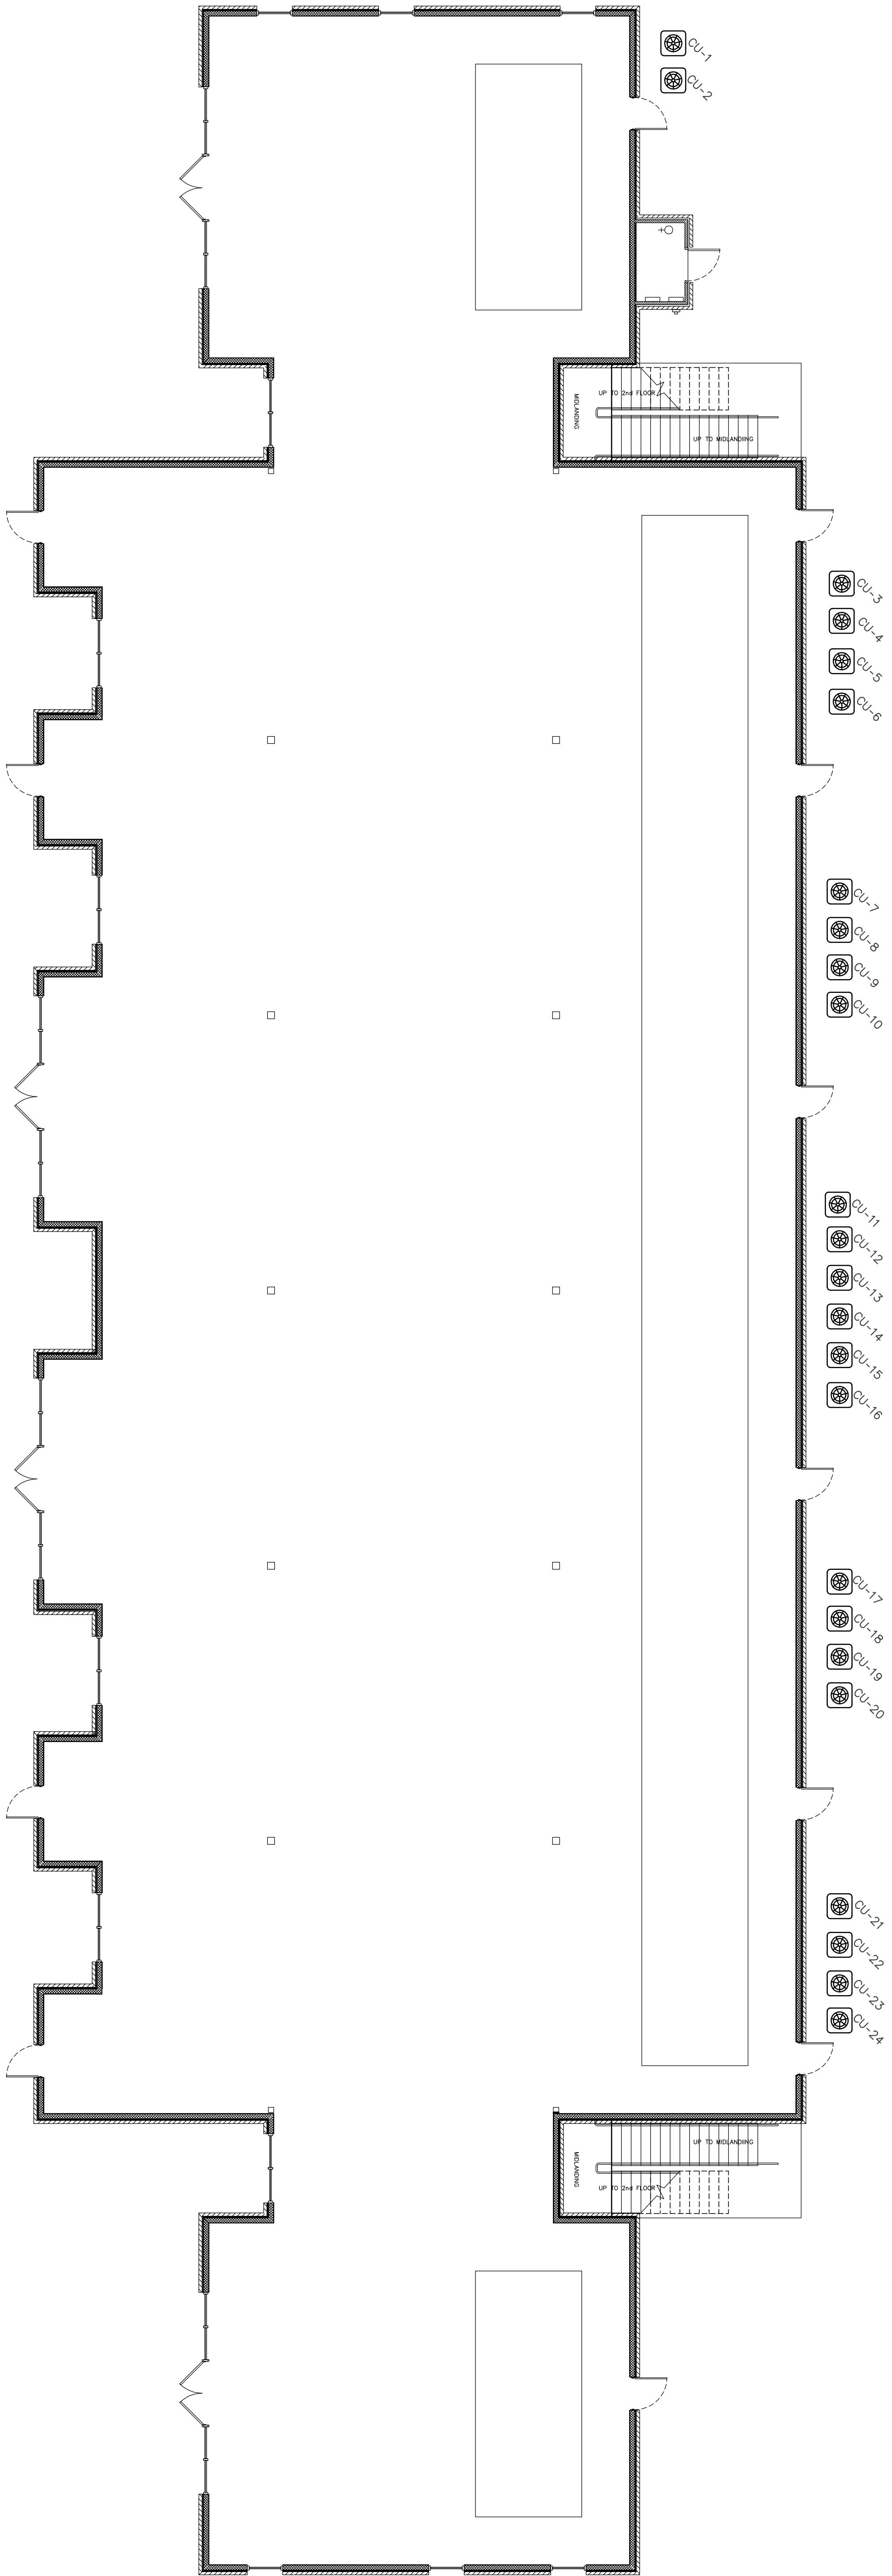 CU-1
CU-2
UP TO 2nd FLOOR
MIDLANDING
UP TO MIDLANDIING
CU-3
CU-4
CU-5
CU-6
CU-7
CU-8
CU-9
CU-10
CU-11
CU-12
CU-13
CU-14
CU-15
CU-16
CU-17
CU-18
CU-19
CU-20
CU-21
CU-22
CU-23
CU-24
UP TO MIDLANDIING
MIDLANDING
UP TO 2nd FLOOR